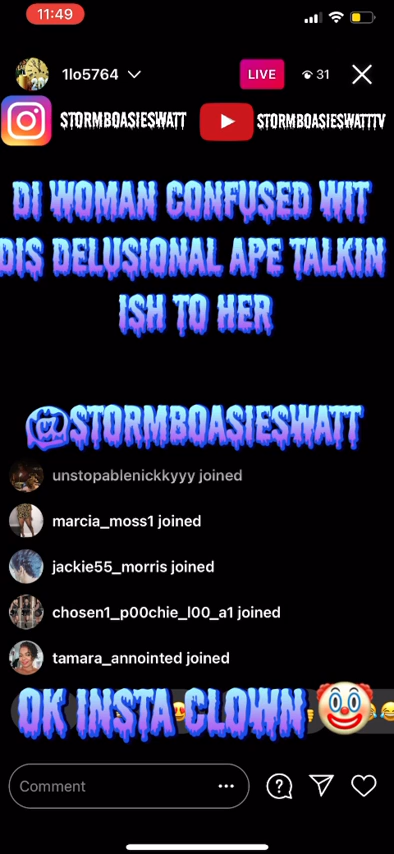 11:49
1lo5764
LIVE
31
STORMBOASIESWATT
STORMBOASIESWATTTV
DI WOMAN CONFUSED WIT
DIS DELUSIONAL APE TALKIN
ISH TO HER
@STORMBOASIESWATT
unstopablenickkyyy joined
marcia_moss1 joined
jackie55_morris joined
chosen1_p00chie_l00_a1 joined
tamara_annointed joined
OK INSTA CLOWN 🤡
Comment